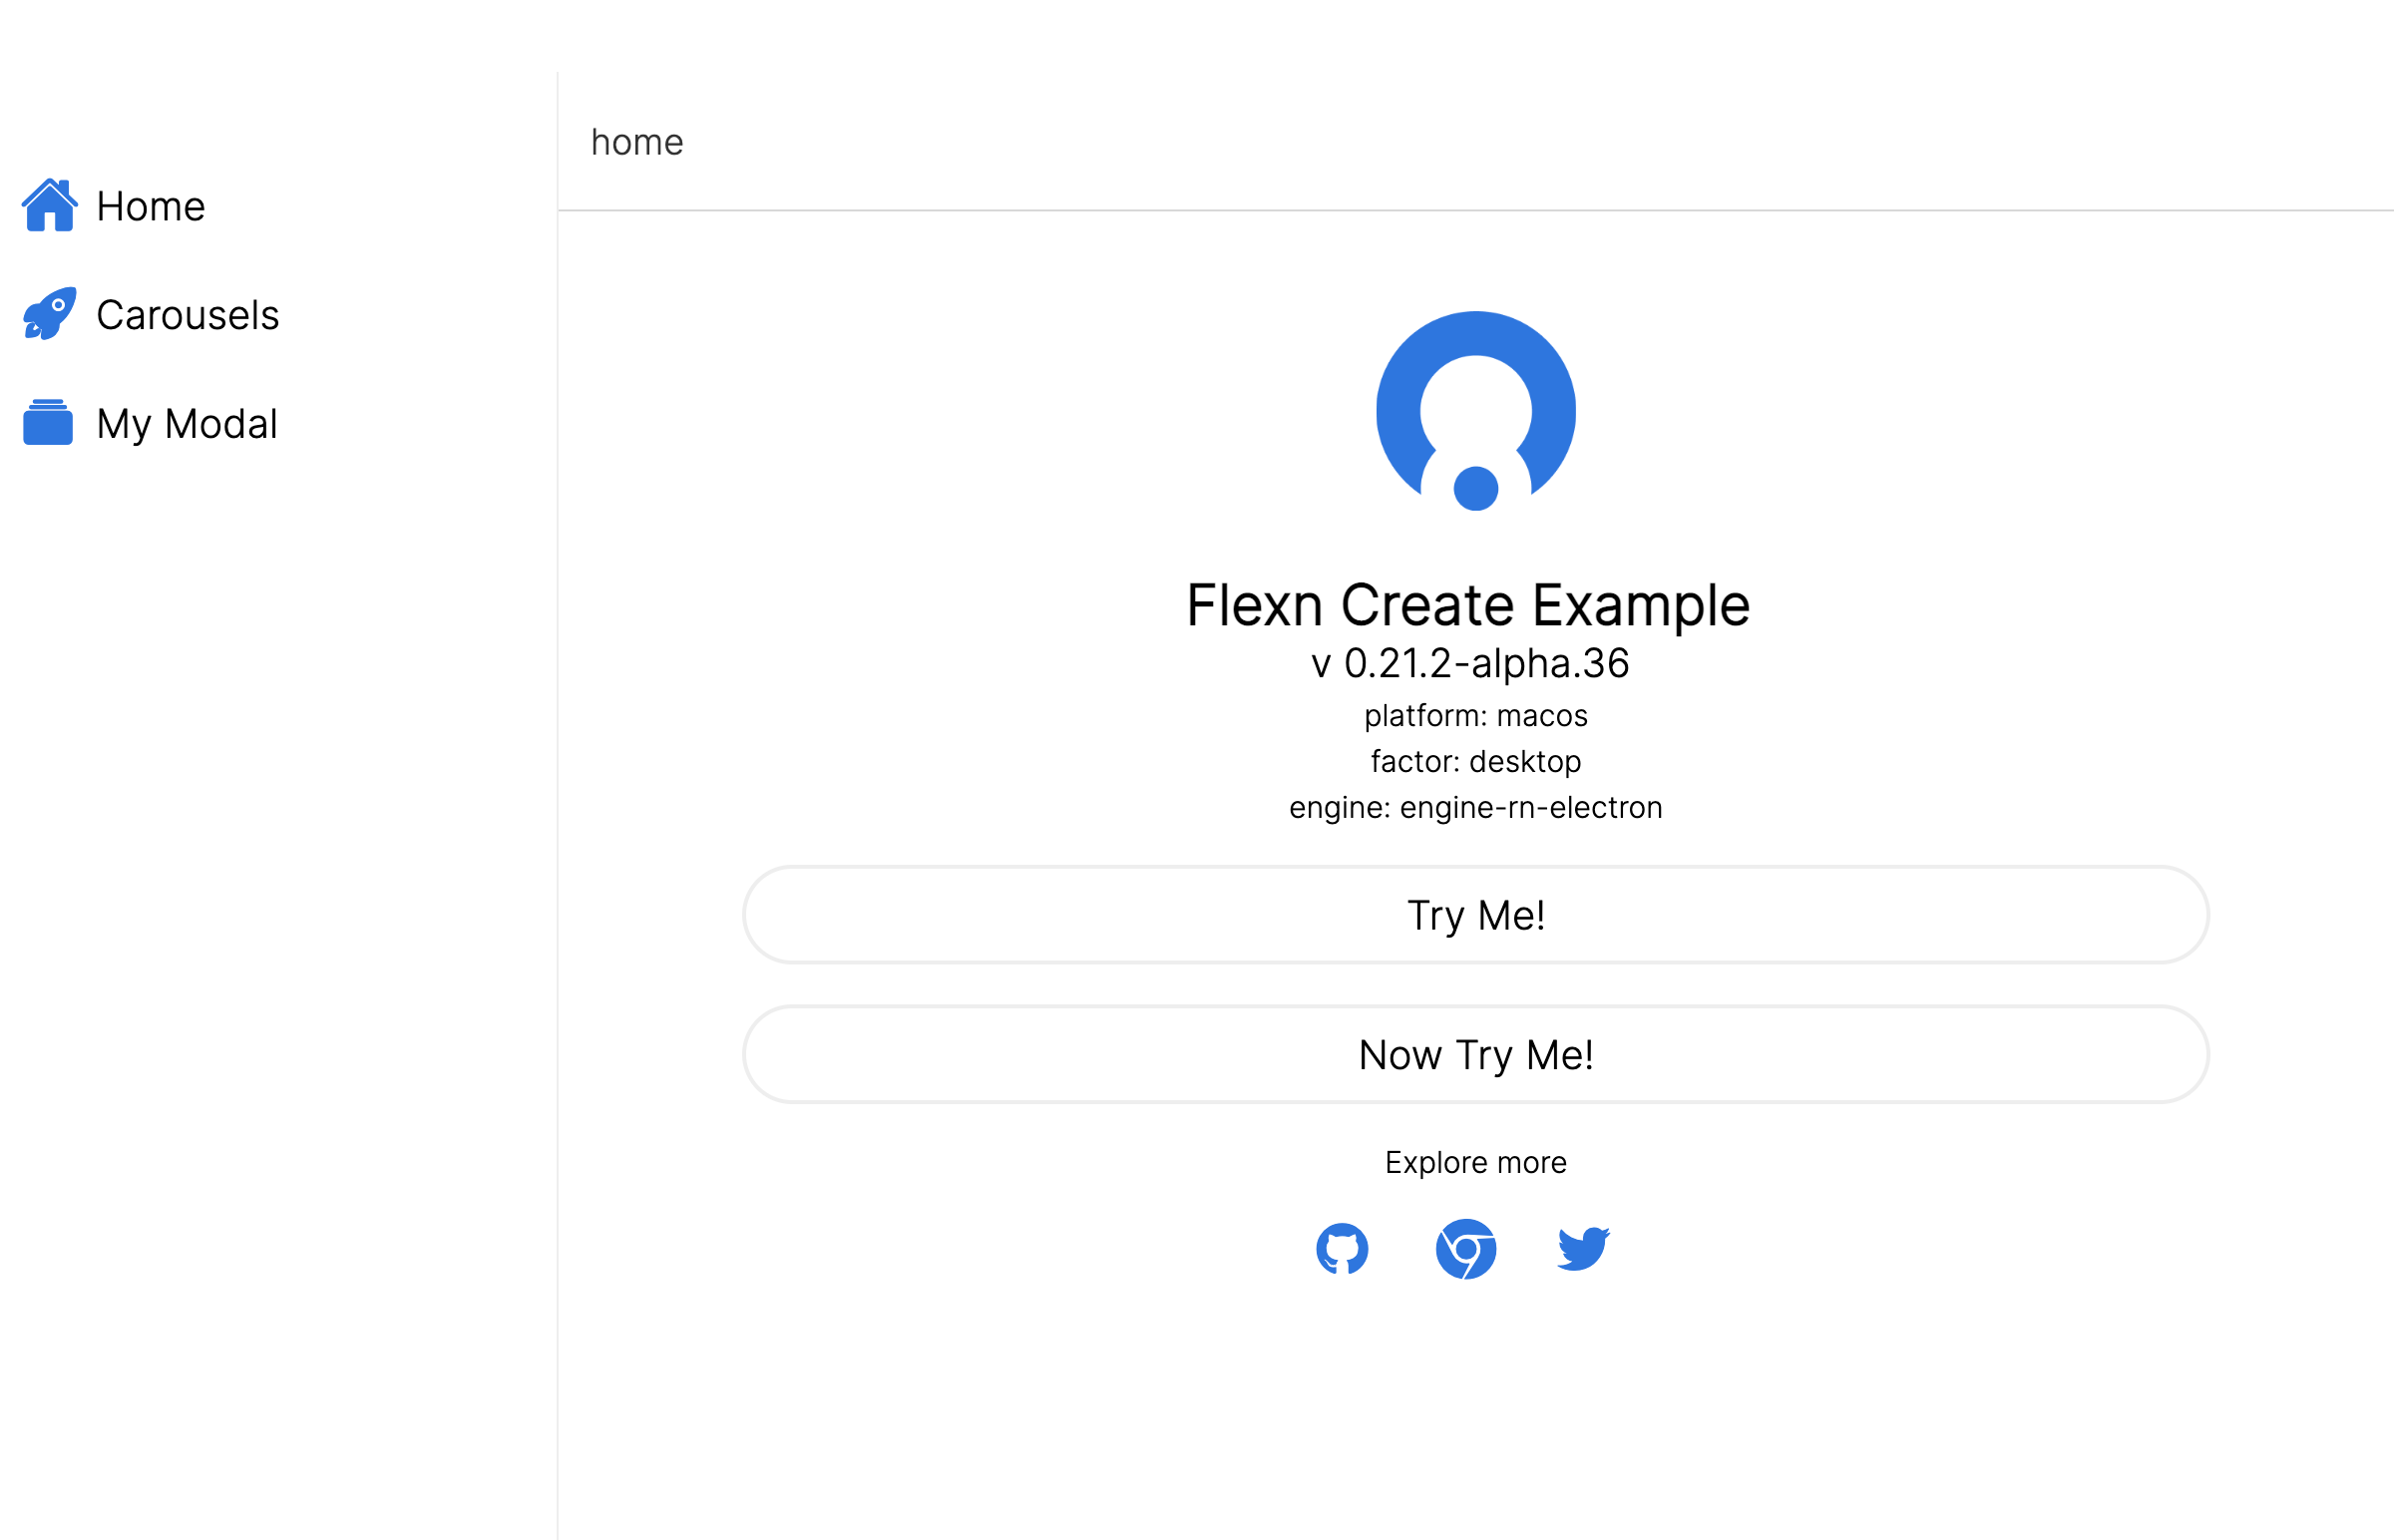 Home
Carousels
My Modal
home
Flexn Create Example
v 0.21.2-alpha.36
platform: macos
factor: desktop
engine: engine-rn-electron
Try Me!
Now Try Me!
Explore more